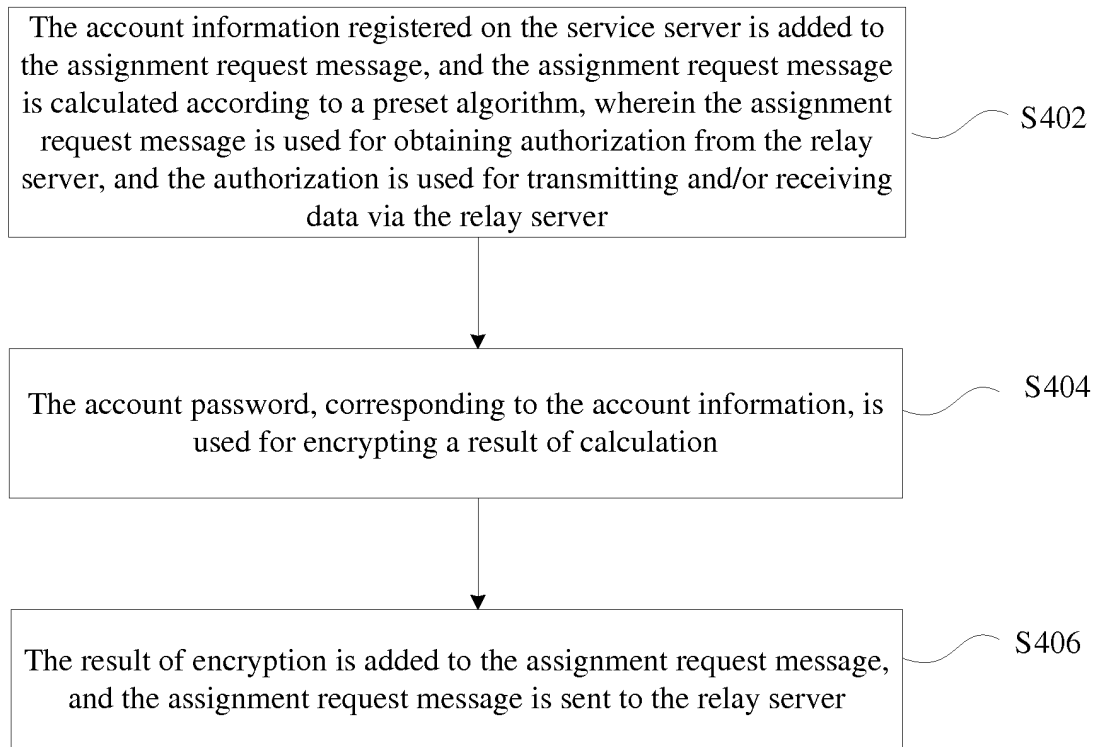 The account information registered on the service server is added to
the assignment request message, and the assignment request message
is calculated according to a preset algorithm, wherein the assignment
request message is used for obtaining authorization from the relay
server, and the authorization is used for transmitting and/or receiving
data via the relay server
S402
The account password, corresponding to the account information, is
used for encrypting a result of calculation
S404
The result of encryption is added to the assignment request message,
and the assignment request message is sent to the relay server
S406